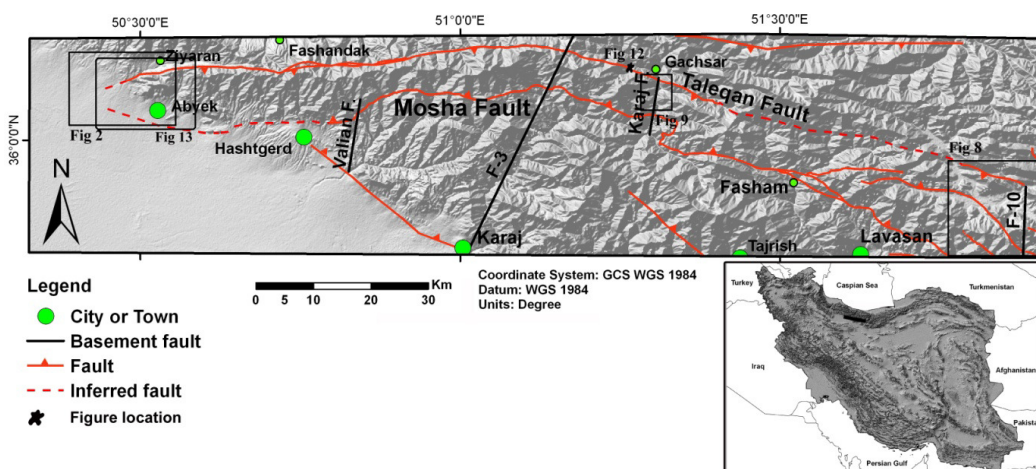 50°30'0"E
51°00'E
51°30'0"E
36°0'0"N
Ziyaran
Fashandak
Abyek
Fig 2
Fig 13
Hashtgerd
Valian F.
Mosha Fault
F-3
Karaj
Fig 12
Gachsar
Karaj F.
Fig 9
Taleqan Fault
Fasham
Fig 8
F-10
Tajrish
Lavasan
N
Legend
City or Town
Basement fault
Fault
Inferred fault
Figure location
0 5 10 20 30
Km
Coordinate System: GCS WGS 1984
Datum: WGS 1984
Units: Degree
Turkey
Caspian Sea
Turkmenistan
Iraq
Afghanistan
Pakist
Persian Gulf